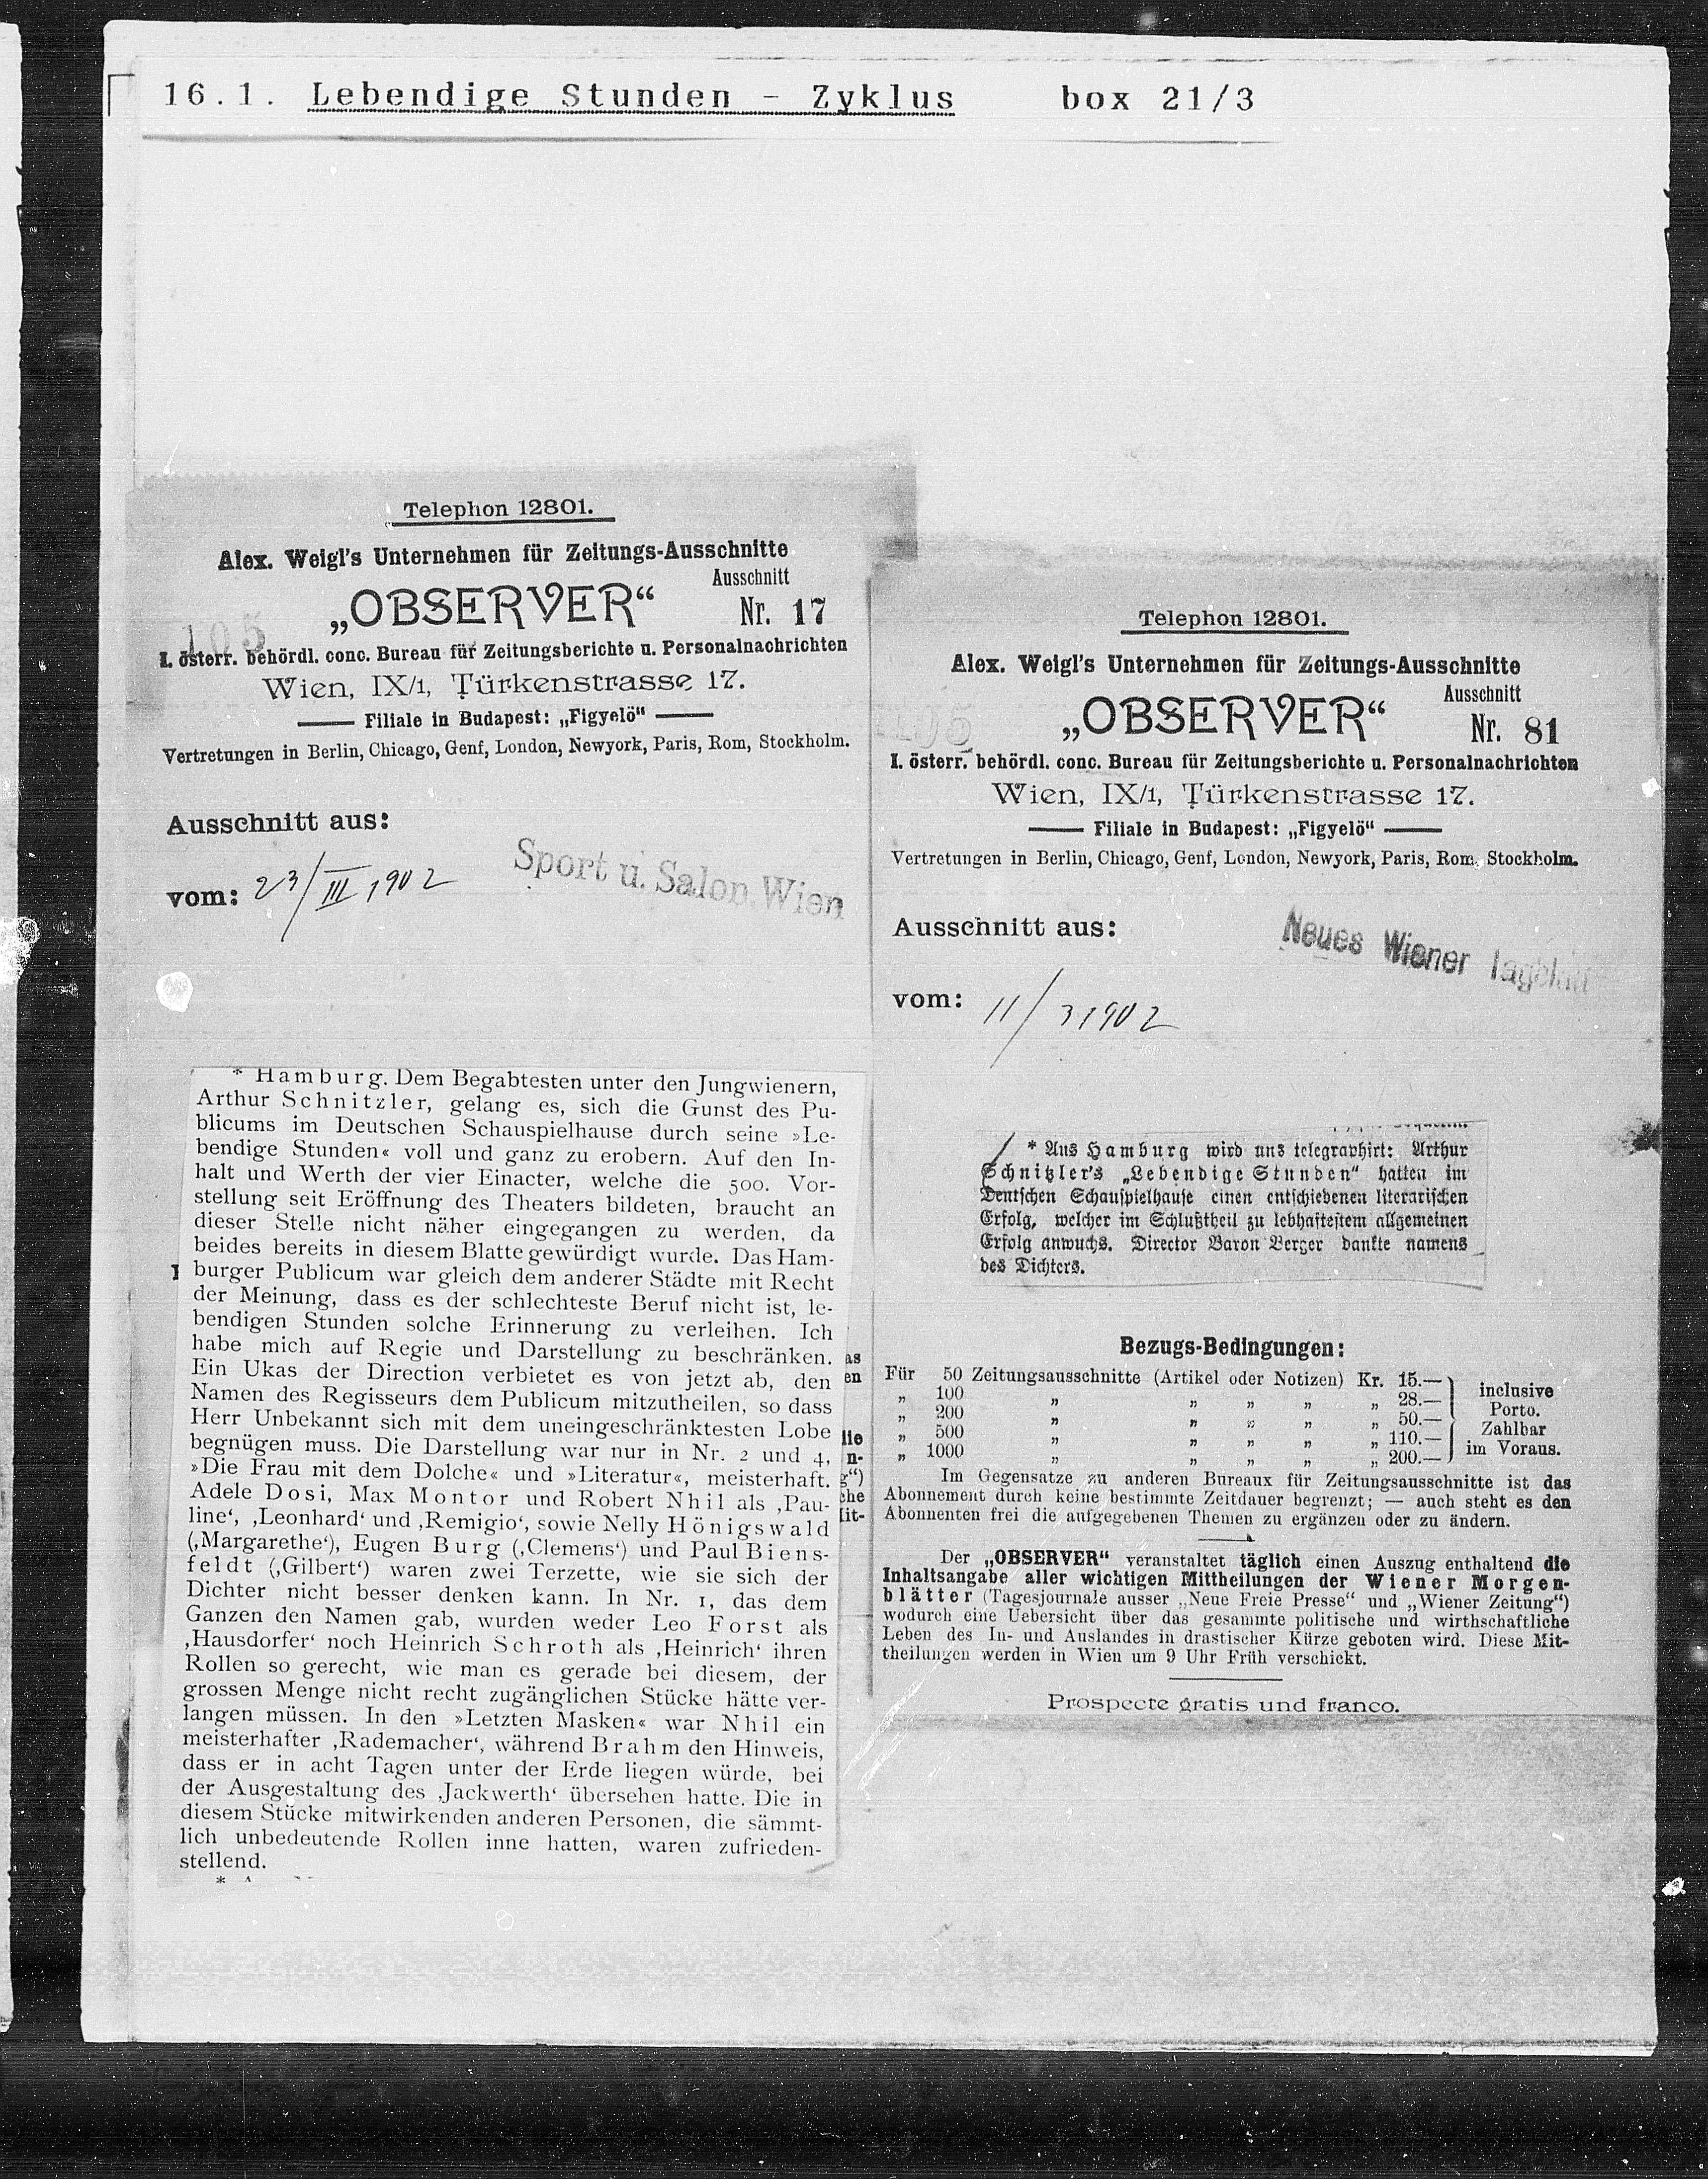 16.1. Lebendige Stunden - Zyklus box 21/3
Telephon 12801.
Alex. Weigl's Unternehmen für Zeitungs-Ausschnitte
Ausschnitt
„OBSERVER“ Nr. 17
105
I. österr. behördl. conc. Bureau für Zeitungsberichte u. Personalnachrichten
Wien, IX/1, Türkenstrasse 17.
Filiale in Budapest: „Figyelö“
Vertretungen in Berlin, Chicago, Genf, London, Newyork, Paris, Rom, Stockholm.
Ausschnitt aus:
Sport u. Salon, Wien
vom: 23/III 1902
* Hamburg. Dem Begabtesten unter den Jungwienern,
Arthur Schnitzler, gelang es, sich die Gunst des Pu-
blicums im Deutschen Schauspielhause durch seine »Le-
bendige Stunden« voll und ganz zu erobern. Auf den In-
halt und Werth der vier Einacter, welche die 500. Vor-
stellung seit Eröffnung des Theaters bildeten, braucht an
dieser Stelle nicht näher eingegangen zu werden, da
beides bereits in diesem Blatte gewürdigt wurde. Das Ham-
burger Publicum war gleich dem anderer Städte mit Recht
der Meinung, dass es der schlechteste Beruf nicht ist, le-
bendigen Stunden solche Erinnerung zu verleihen. Ich
habe mich auf Regie und Darstellung zu beschränken.
Ein Ukas der Direction verbietet es von jetzt ab, den
Namen des Regisseurs dem Publicum mitzutheilen, so dass
Herr Unbekannt sich mit dem uneingeschränktesten Lobe
begnügen muss. Die Darstellung war nur in Nr. 2 und 4,
»Die Frau mit dem Dolche« und »Literatur«, meisterhaft.
Adele Dosi, Max Montor und Robert Nhil als ‚Pau-
line‘, ‚Leonhard‘ und ‚Remigio‘, sowie Nelly Hönigswald
(‚Margarethe‘), Eugen Burg (‚Clemens‘) und Paul Biens-
feldt (‚Gilbert‘) waren zwei Terzette, wie sie sich der
Dichter nicht besser denken kann. In Nr. 1, das dem
Ganzen den Namen gab, wurden weder Leo Forst als
‚Hausdorfer‘ noch Heinrich Schroth als ‚Heinrich‘ ihren
Rollen so gerecht, wie man es gerade bei diesem, der
grossen Menge nicht recht zugänglichen Stücke hätte ver-
langen müssen. In den »Letzten Masken« war Nhil ein
meisterhafter ‚Rademacher‘, während Brahm den Hinweis,
dass er in acht Tagen unter der Erde liegen würde, bei
der Ausgestaltung des ‚Jackwerth‘ übersehen hatte. Die in
diesem Stücke mitwirkenden anderen Personen, die sämmt-
lich unbedeutende Rollen inne hatten, waren zufrieden-
stellend.
as
en
lie
n-
g“)
che
lit-
Telephon 12801.
Alex. Weigl's Unternehmen für Zeitungs-Ausschnitte
Ausschnitt
„OBSERVER“ Nr. 81
105
I. österr. behördl. conc. Bureau für Zeitungsberichte u. Personalnachrichten
Wien, IX/1, Türkenstrasse 17.
Filiale in Budapest: „Figyelö“
Vertretungen in Berlin, Chicago, Genf, London, Newyork, Paris, Rom, Stockholm.
Ausschnitt aus:
Neues Wiener Tagblatt
vom: 11/3 1902
* Aus Hamburg wird uns telegraphirt: Arthur
Schnitzler's „Lebendige Stunden“ hatten im
Deutschen Schauspielhause einen entschiedenen literarischen
Erfolg, welcher im Schlußtheil zu lebhaftestem allgemeinen
Erfolg anwuchs. Director Baron Berger dankte namens
des Dichters.
Bezugs-Bedingungen:
Für 50 Zeitungsausschnitte (Artikel oder Notizen) Kr. 15.— inclusive
„ 100 „ „ „ „ „ 28.— Porto.
„ 200 „ „ „ „ „ 50.— Zahlbar
„ 500 „ „ „ „ „ 110.— im Voraus.
„ 1000 „ „ „ „ „ 200.—
Im Gegensatze zu anderen Bureaux für Zeitungsausschnitte ist das
Abonnement durch keine bestimmte Zeitdauer begrenzt; — auch steht es den
Abonnenten frei die aufgegebenen Themen zu ergänzen oder zu ändern.
Der „OBSERVER“ veranstaltet täglich einen Auszug enthaltend die
Inhaltsangabe aller wichtigen Mittheilungen der Wiener Morgen-
blätter (Tagesjournale ausser „Neue Freie Presse“ und „Wiener Zeitung“)
wodurch eine Uebersicht über das gesammte politische und wirthschaftliche
Leben des In- und Auslandes in drastischer Kürze geboten wird. Diese Mit-
theilungen werden in Wien um 9 Uhr Früh verschickt.
Prospecte gratis und franco.